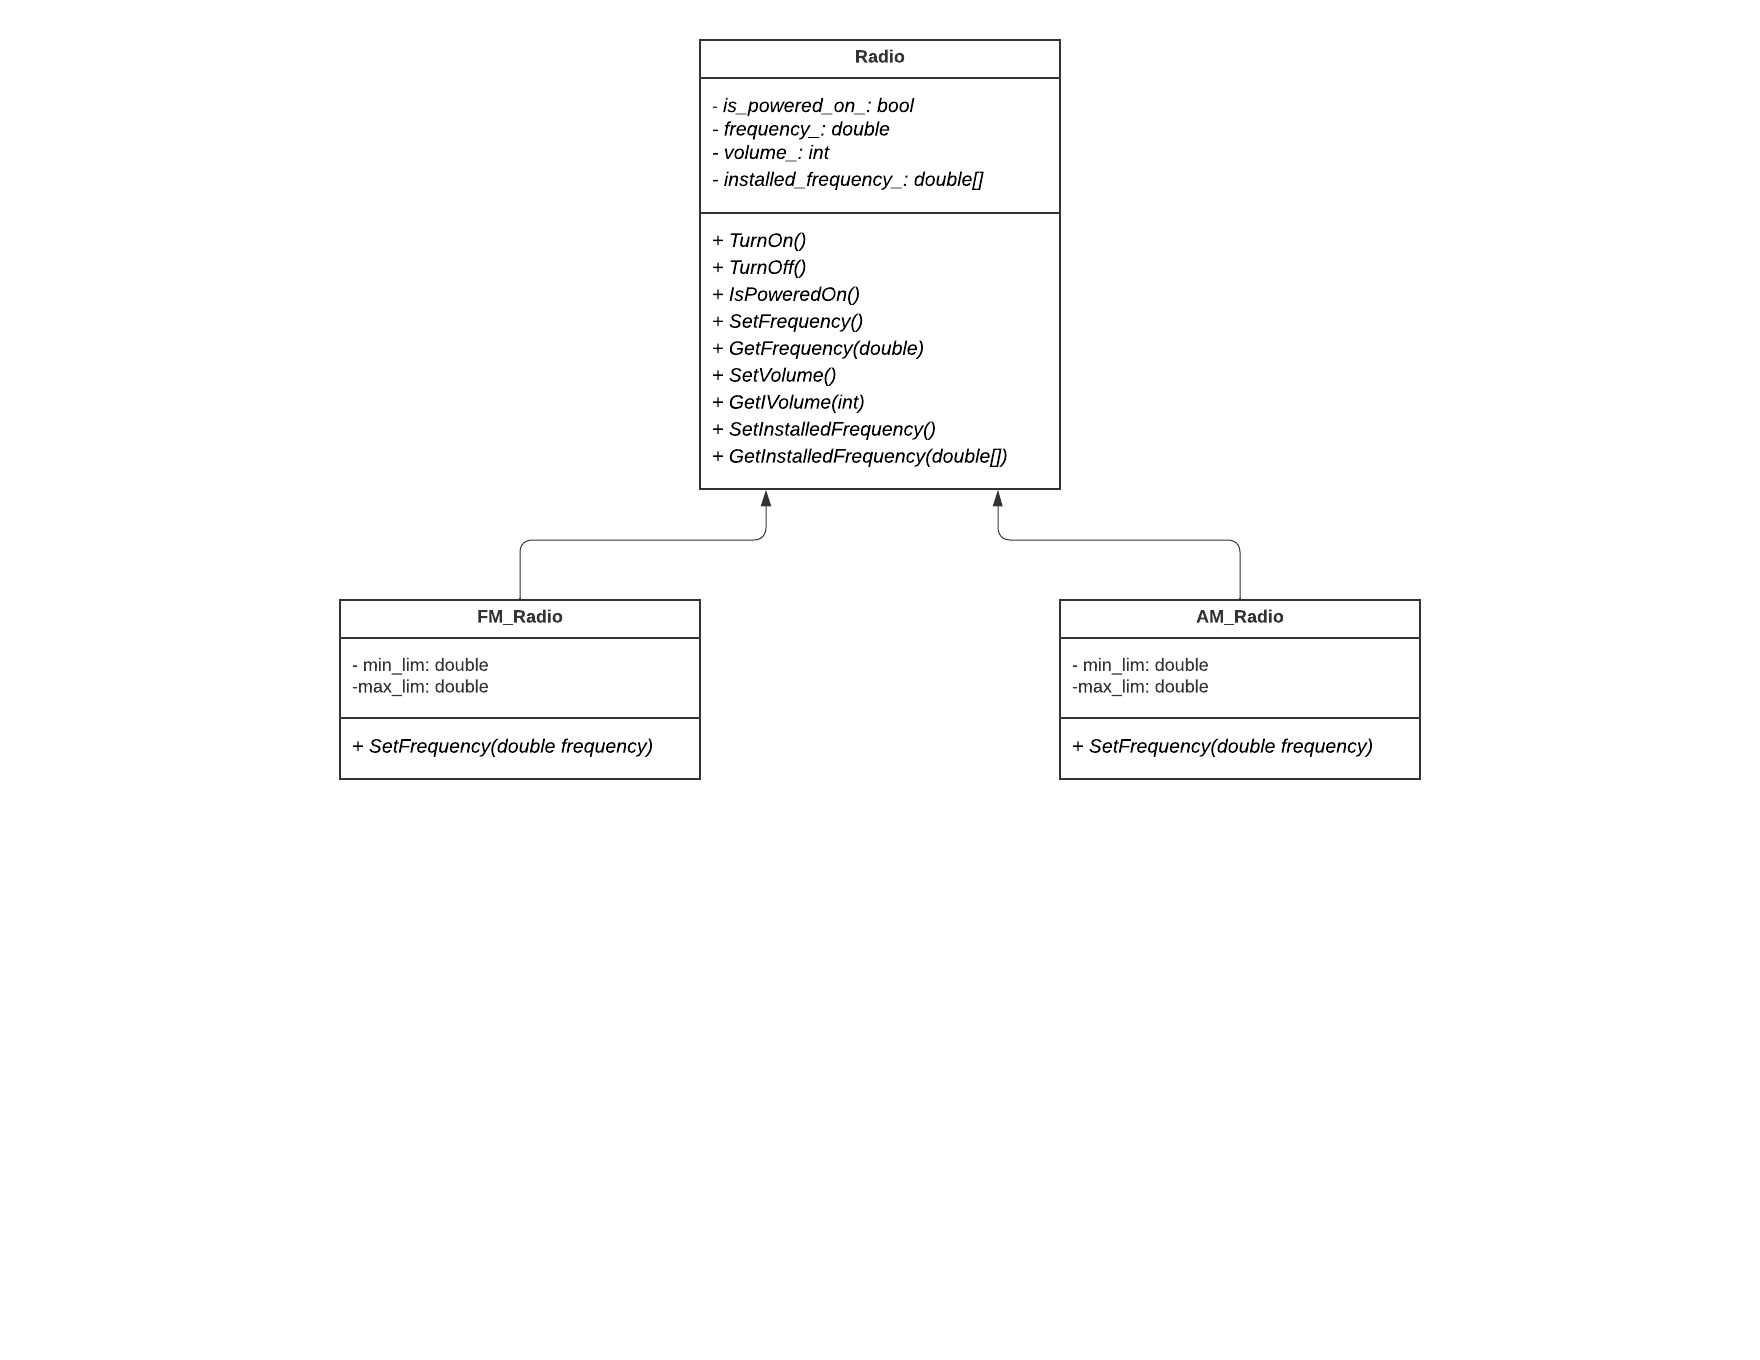 Radio
- is_powered_on_: bool
- frequency_: double
- volume_: int
- installed_frequency_: double[]
+ TurnOn()
+ TurnOff()
+ IsPoweredOn()
+ SetFrequency()
+ GetFrequency(double)
+ SetVolume()
+ GetIVolume(int)
+ SetInstalledFrequency()
+ GetInstalledFrequency(double[])
FM_Radio
- min_lim: double
-max_lim: double
+ SetFrequency(double frequency)
AM_Radio
- min_lim: double
-max_lim: double
+ SetFrequency(double frequency)